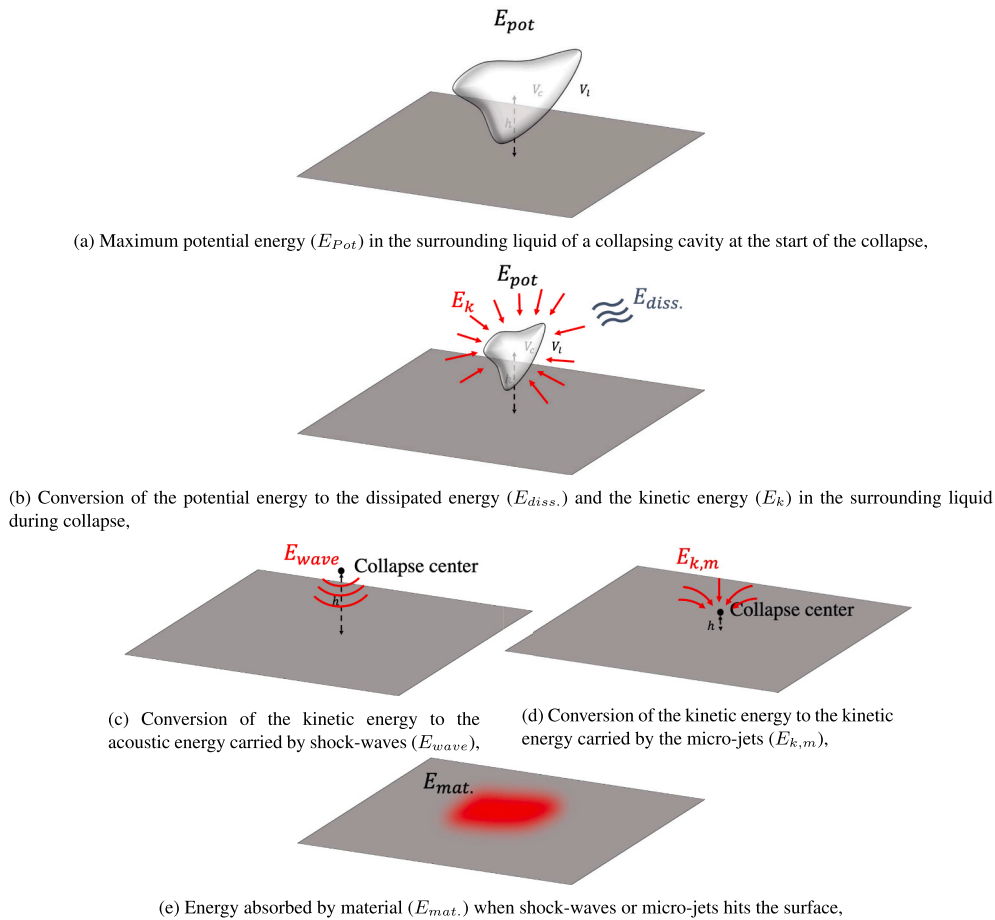 E_pot
V_c V_l
h
(a) Maximum potential energy (E_Pot) in the surrounding liquid of a collapsing cavity at the start of the collapse,
E_pot
E_k E_diss.
V_c V_l
h
(b) Conversion of the potential energy to the dissipated energy (E_diss.) and the kinetic energy (E_k) in the surrounding liquid
during collapse,
E_wave Collapse center
h
(c) Conversion of the kinetic energy to the
acoustic energy carried by shock-waves (E_wave),
E_k,m
Collapse center
h
(d) Conversion of the kinetic energy to the kinetic
energy carried by the micro-jets (E_k,m),
E_mat.
(e) Energy absorbed by material (E_mat.) when shock-waves or micro-jets hits the surface,